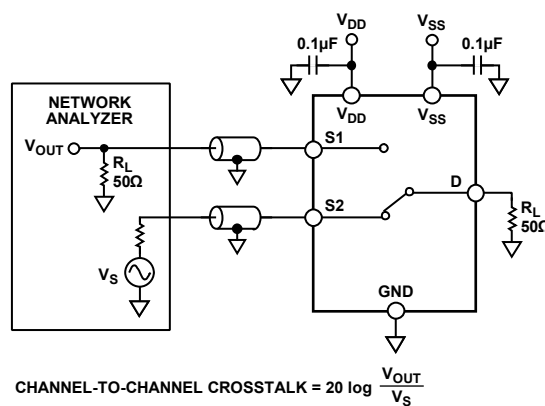 V_DD
V_SS
0.1µF
0.1µF
V_DD
V_SS
NETWORK
ANALYZER
V_OUT
R_L
50Ω
S1
S2
D
R_L
50Ω
V_S
GND
CHANNEL-TO-CHANNEL CROSSTALK = 20 log V_OUT / V_S